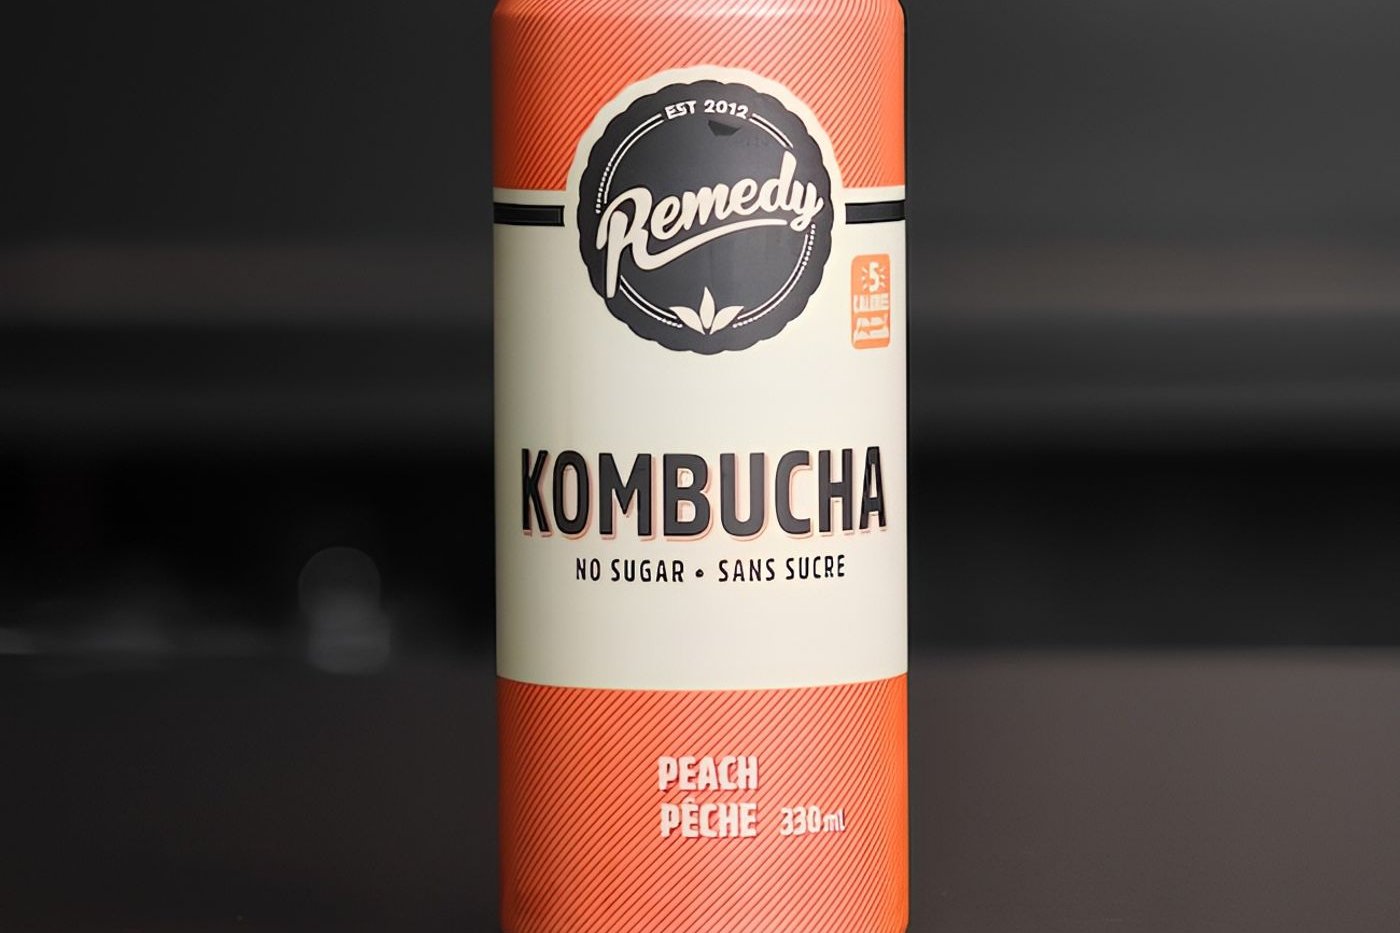 EST 2012
Remedy
5
KOMBUCHA
NO SUGAR • SANS SUCRE
PEACH
PÊCHE 330ml